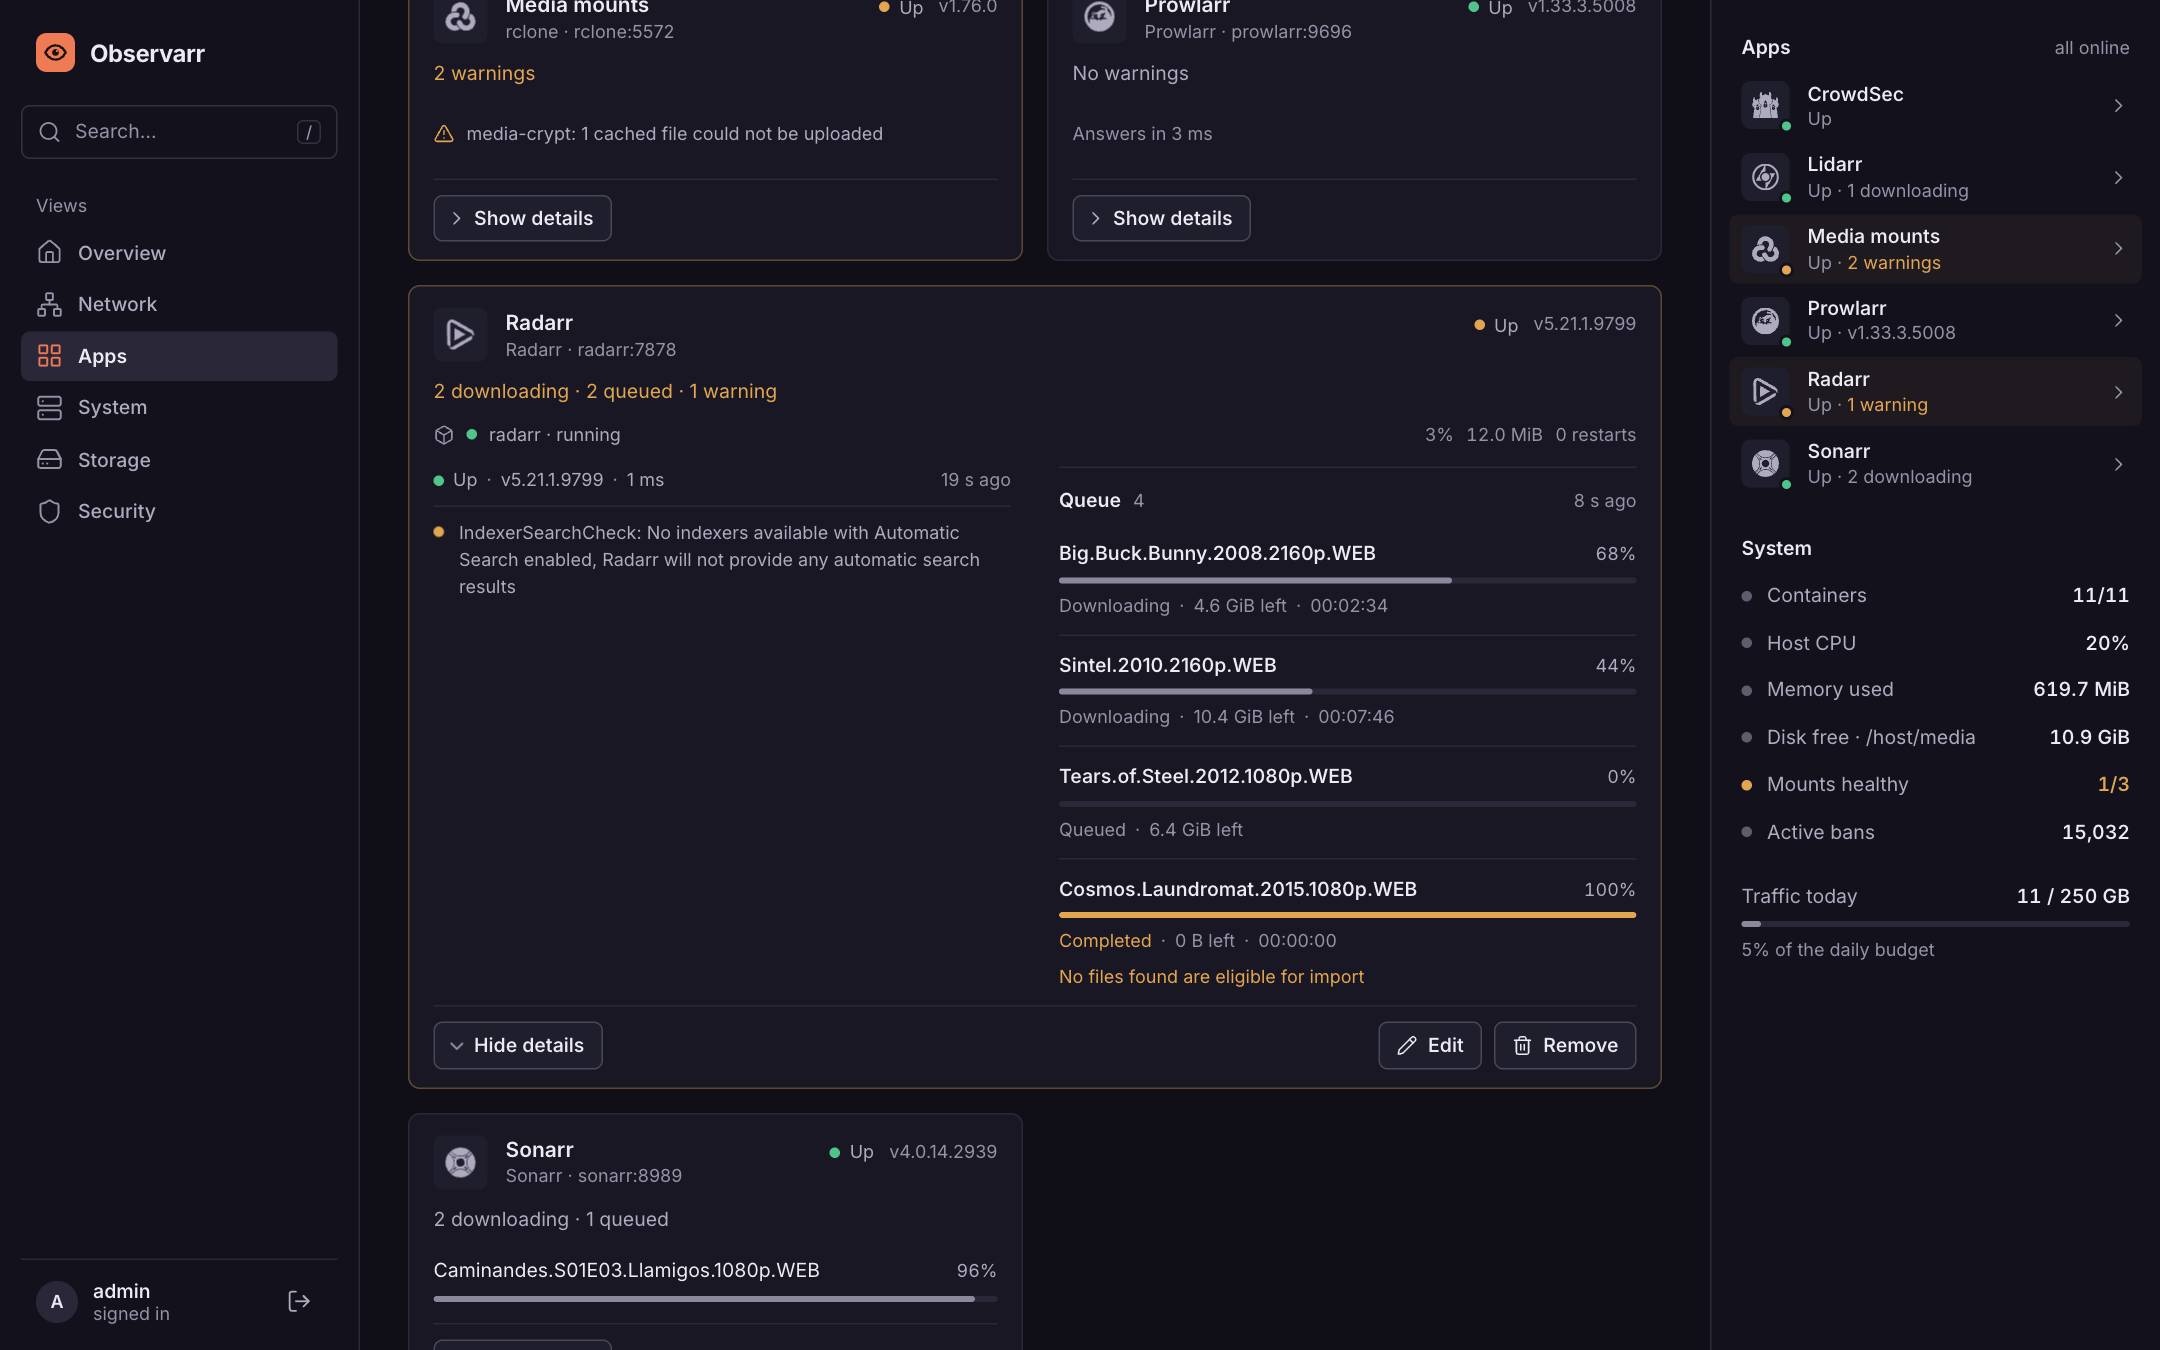 Observarr
Search...
/
Views
Overview
Network
Apps
System
Storage
Security
A
admin
signed in
Media mounts
Up
v1.76.0
rclone · rclone:5572
2 warnings
media-crypt: 1 cached file could not be uploaded
Show details
Prowlarr
Up
v1.33.3.5008
Prowlarr · prowlarr:9696
No warnings
Answers in 3 ms
Show details
Radarr
Up
v5.21.1.9799
Radarr · radarr:7878
2 downloading · 2 queued · 1 warning
radarr · running
3% 12.0 MiB 0 restarts
Up · v5.21.1.9799 · 1 ms
19 s ago
IndexerSearchCheck: No indexers available with Automatic
Search enabled, Radarr will not provide any automatic search
results
Queue 4
8 s ago
Big.Buck.Bunny.2008.2160p.WEB
68%
Downloading · 4.6 GiB left · 00:02:34
Sintel.2010.2160p.WEB
44%
Downloading · 10.4 GiB left · 00:07:46
Tears.of.Steel.2012.1080p.WEB
0%
Queued · 6.4 GiB left
Cosmos.Laundromat.2015.1080p.WEB
100%
Completed · 0 B left · 00:00:00
No files found are eligible for import
Hide details
Edit
Remove
Sonarr
Up
v4.0.14.2939
Sonarr · sonarr:8989
2 downloading · 1 queued
Caminandes.S01E03.Llamigos.1080p.WEB
96%
Apps
all online
CrowdSec
Up
Lidarr
Up · 1 downloading
Media mounts
Up · 2 warnings
Prowlarr
Up · v1.33.3.5008
Radarr
Up · 1 warning
Sonarr
Up · 2 downloading
System
Containers
11/11
Host CPU
20%
Memory used
619.7 MiB
Disk free · /host/media
10.9 GiB
Mounts healthy
1/3
Active bans
15,032
Traffic today
11 / 250 GB
5% of the daily budget